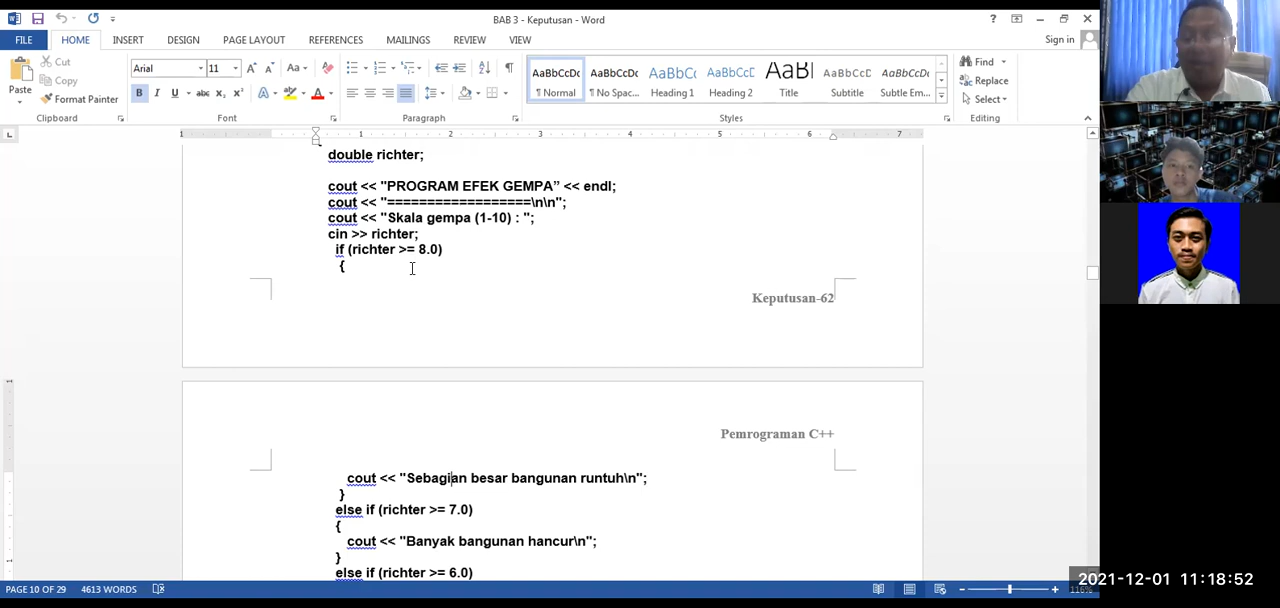 BAB 3 - Keputusan - Word
FILE HOME INSERT DESIGN PAGE LAYOUT REFERENCES MAILINGS REVIEW VIEW Sign in
Paste
Cut
Copy
Format Painter
Clipboard
Arial 11
Font
Paragraph
AaBbCcDc AaBbCcDc AaBbC AaBbC AaB AaBbCcD AaBbCcDc
¶ Normal ¶ No Spac... Heading 1 Heading 2 Title Subtitle Subtle Em...
Styles
Find
Replace
Select
Editing
double richter;
cout << "PROGRAM EFEK GEMPA” << endl;
cout << "==================\n\n";
cout << "Skala gempa (1-10) : ";
cin >> richter;
if (richter >= 8.0)
{
Keputusan-62
Pemrograman C++
cout << "Sebagian besar bangunan runtuh\n";
}
else if (richter >= 7.0)
{
cout << "Banyak bangunan hancur\n";
}
else if (richter >= 6.0)
PAGE 10 OF 29 4613 WORDS 116%
2021-12-01 11:18:52